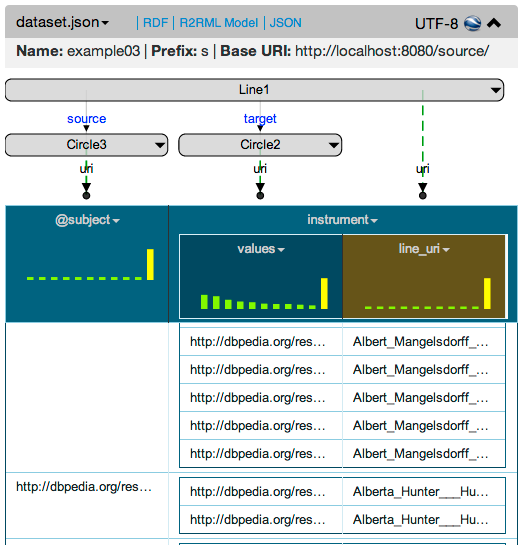 dataset.json | RDF | R2RML Model | JSON UTF-8
Name: example03 | Prefix: s | Base URI: http://localhost:8080/source/
Line1
source target
Circle3 Circle2
uri uri uri
@subject instrument
values line_uri
http://dbpedia.org/res... Albert_Mangelsdorff_...
http://dbpedia.org/res... Albert_Mangelsdorff_...
http://dbpedia.org/res... Albert_Mangelsdorff_...
http://dbpedia.org/res... Albert_Mangelsdorff_...
http://dbpedia.org/res... Albert_Mangelsdorff_...
http://dbpedia.org/res... http://dbpedia.org/res... Alberta_Hunter___Hu...
http://dbpedia.org/res... Alberta_Hunter___Hu...